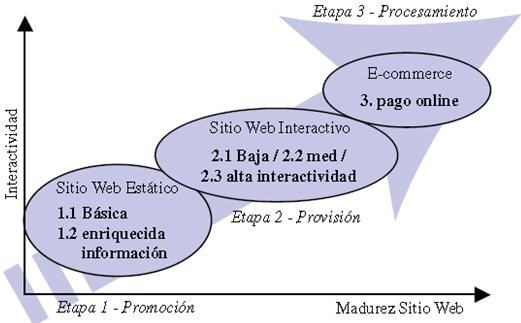 Etapa 3 - Procesamiento
E-commerce
3. pago online
Sitio Web Interactivo
2.1 Baja / 2.2 med /
2.3 alta interactividad
Interactividad
Sitio Web Estático
1.1 Básica
1.2 enriquecida
información
Etapa 2 - Provisión
Etapa 1 - Promoción
Madurez Sitio Web